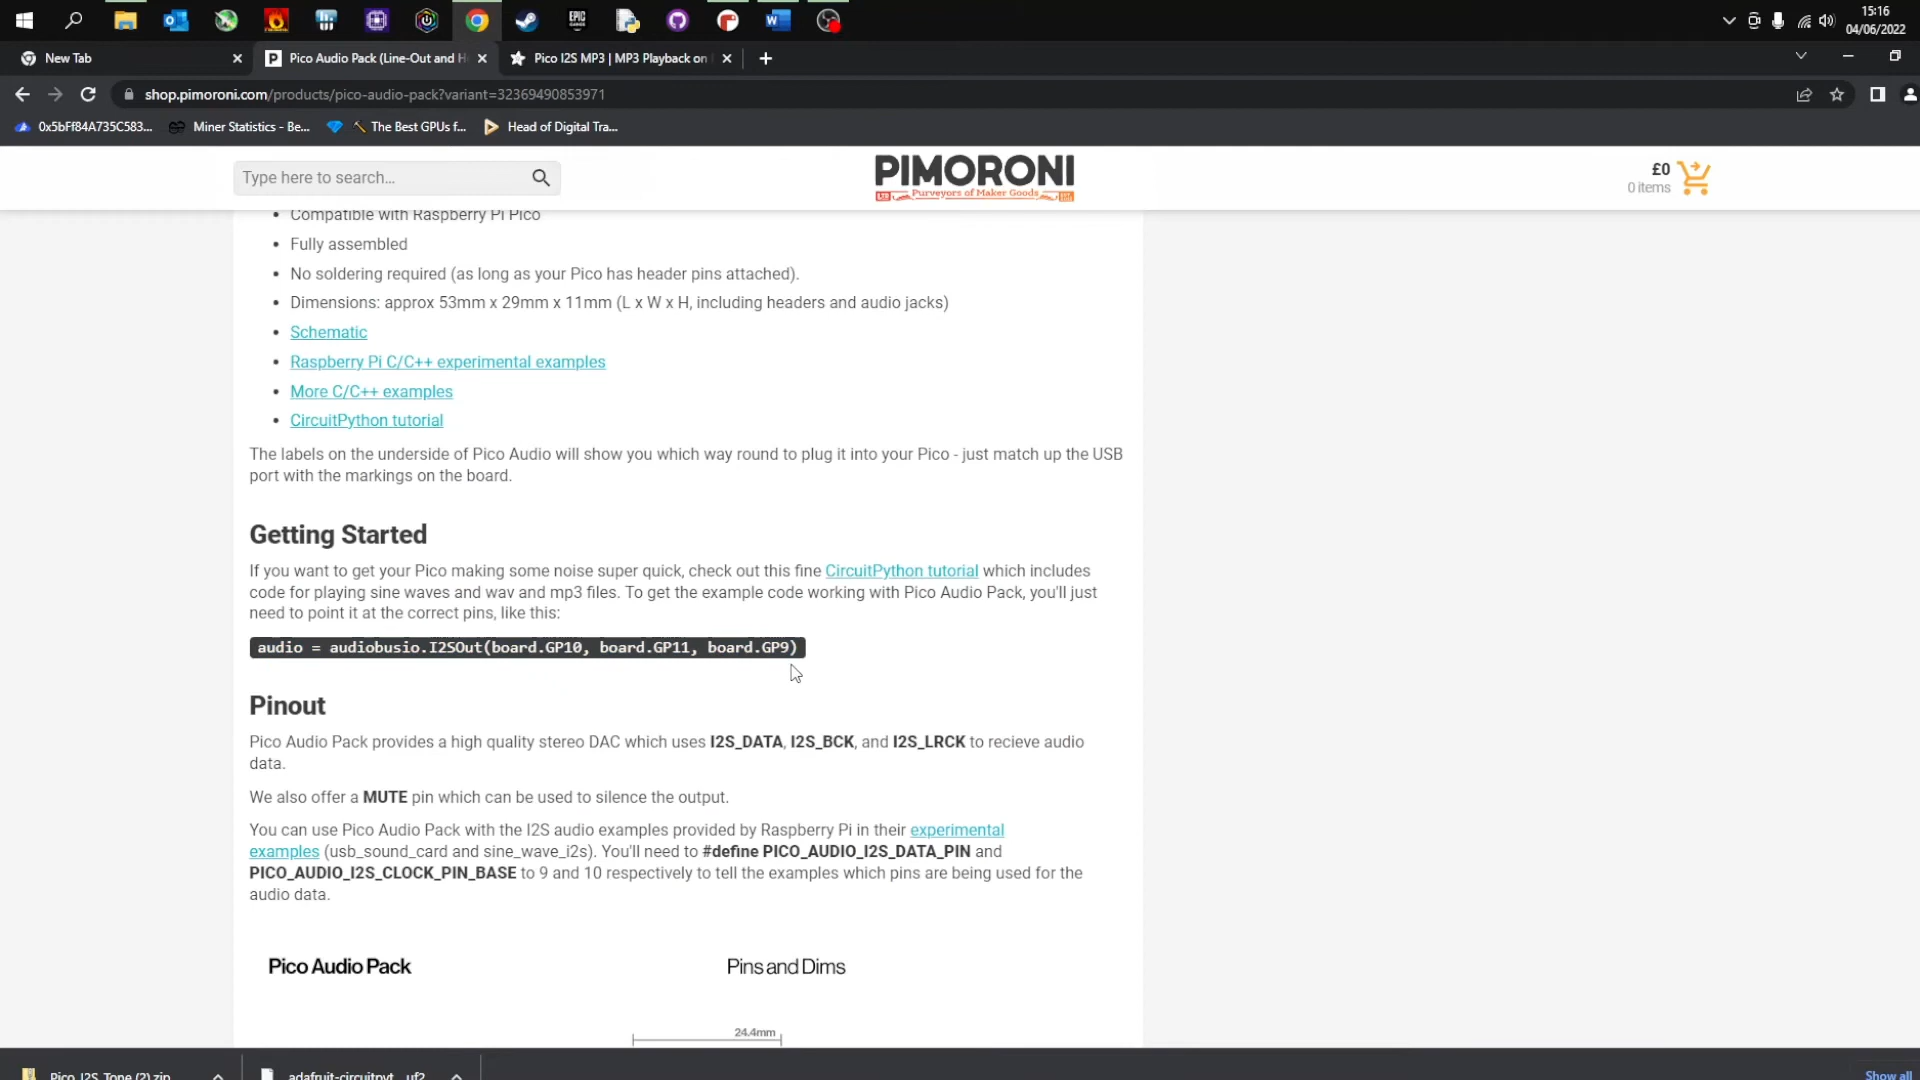 15:16
04/06/2022
New Tab
Pico Audio Pack (Line-Out and H
Pico I2S MP3 | MP3 Playback on
shop.pimoroni.com/products/pico-audio-pack?variant=32369490853971
0x5bFf84A735C583...
Miner Statistics - Be...
The Best GPUs f...
Head of Digital Tra...
Type here to search...
PIMORONI
Purveyors of Maker Goods
£0
0 items
Compatible with Raspberry Pi Pico
Fully assembled
No soldering required (as long as your Pico has header pins attached).
Dimensions: approx 53mm x 29mm x 11mm (L x W x H, including headers and audio jacks)
Schematic
Raspberry Pi C/C++ experimental examples
More C/C++ examples
CircuitPython tutorial
The labels on the underside of Pico Audio will show you which way round to plug it into your Pico - just match up the USB
port with the markings on the board.
Getting Started
If you want to get your Pico making some noise super quick, check out this fine CircuitPython tutorial which includes
code for playing sine waves and wav and mp3 files. To get the example code working with Pico Audio Pack, you'll just
need to point it at the correct pins, like this:
audio = audiobusio.I2SOut(board.GP10, board.GP11, board.GP9)
Pinout
Pico Audio Pack provides a high quality stereo DAC which uses I2S_DATA, I2S_BCK, and I2S_LRCK to recieve audio
data.
We also offer a MUTE pin which can be used to silence the output.
You can use Pico Audio Pack with the I2S audio examples provided by Raspberry Pi in their experimental
examples (usb_sound_card and sine_wave_i2s). You'll need to #define PICO_AUDIO_I2S_DATA_PIN and
PICO_AUDIO_I2S_CLOCK_PIN_BASE to 9 and 10 respectively to tell the examples which pins are being used for the
audio data.
Pico Audio Pack
Pins and Dims
24.4mm
Pico_I2S_Tone (2).zip
adafruit-circuitpyt....uf2
Show all